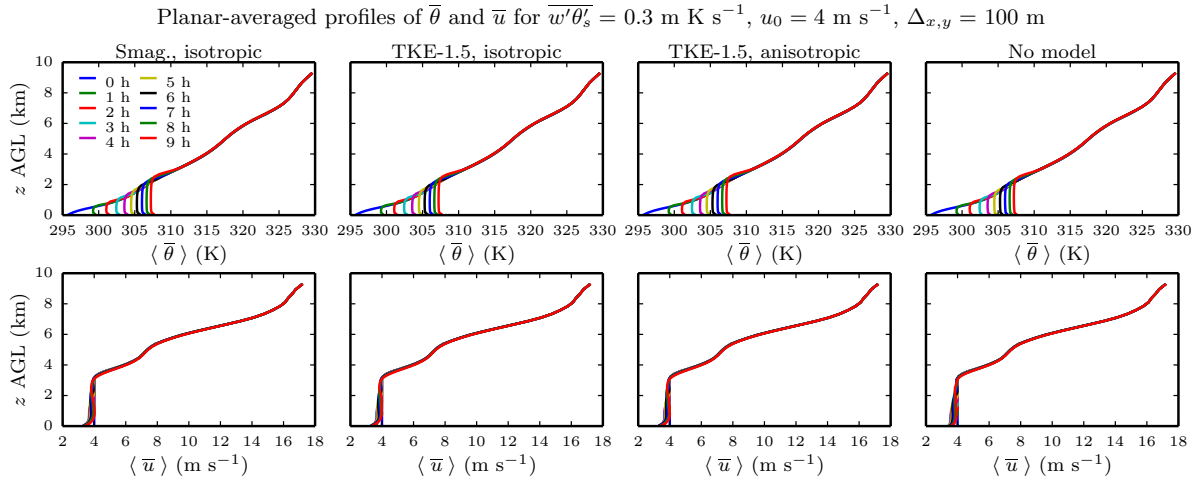 Planar-averaged profiles of θ̅ and u̅ for w′θ′ₛ = 0.3 m K s⁻¹, u₀ = 4 m s⁻¹, Δₓ,ᵧ = 100 m
Smag., isotropic TKE-1.5, isotropic TKE-1.5, anisotropic No model
z AGL (km)
10
8
6
4
2
0
0 h 5 h
1 h 6 h
2 h 7 h
3 h 8 h
4 h 9 h
295 300 305 310 315 320 325 330 295 300 305 310 315 320 325 330 295 300 305 310 315 320 325 330 295 300 305 310 315 320 325 330
⟨ θ̅ ⟩ (K) ⟨ θ̅ ⟩ (K) ⟨ θ̅ ⟩ (K) ⟨ θ̅ ⟩ (K)
z AGL (km)
10
8
6
4
2
0
2 4 6 8 10 12 14 16 18 2 4 6 8 10 12 14 16 18 2 4 6 8 10 12 14 16 18 2 4 6 8 10 12 14 16 18
⟨ u̅ ⟩ (m s⁻¹) ⟨ u̅ ⟩ (m s⁻¹) ⟨ u̅ ⟩ (m s⁻¹) ⟨ u̅ ⟩ (m s⁻¹)